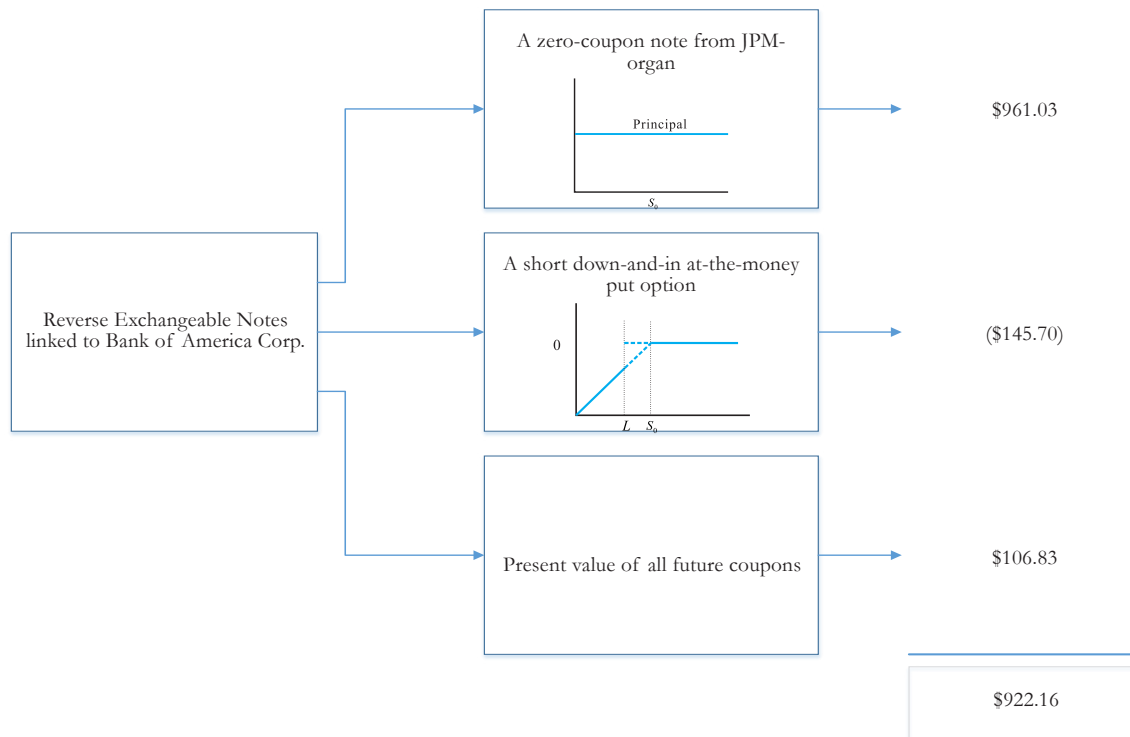 A zero-coupon note from JPM-
organ
Principal
S₀
$961.03
Reverse Exchangeable Notes
linked to Bank of America Corp.
A short down-and-in at-the-money
put option
0
L S₀
($145.70)
Present value of all future coupons
$106.83
$922.16